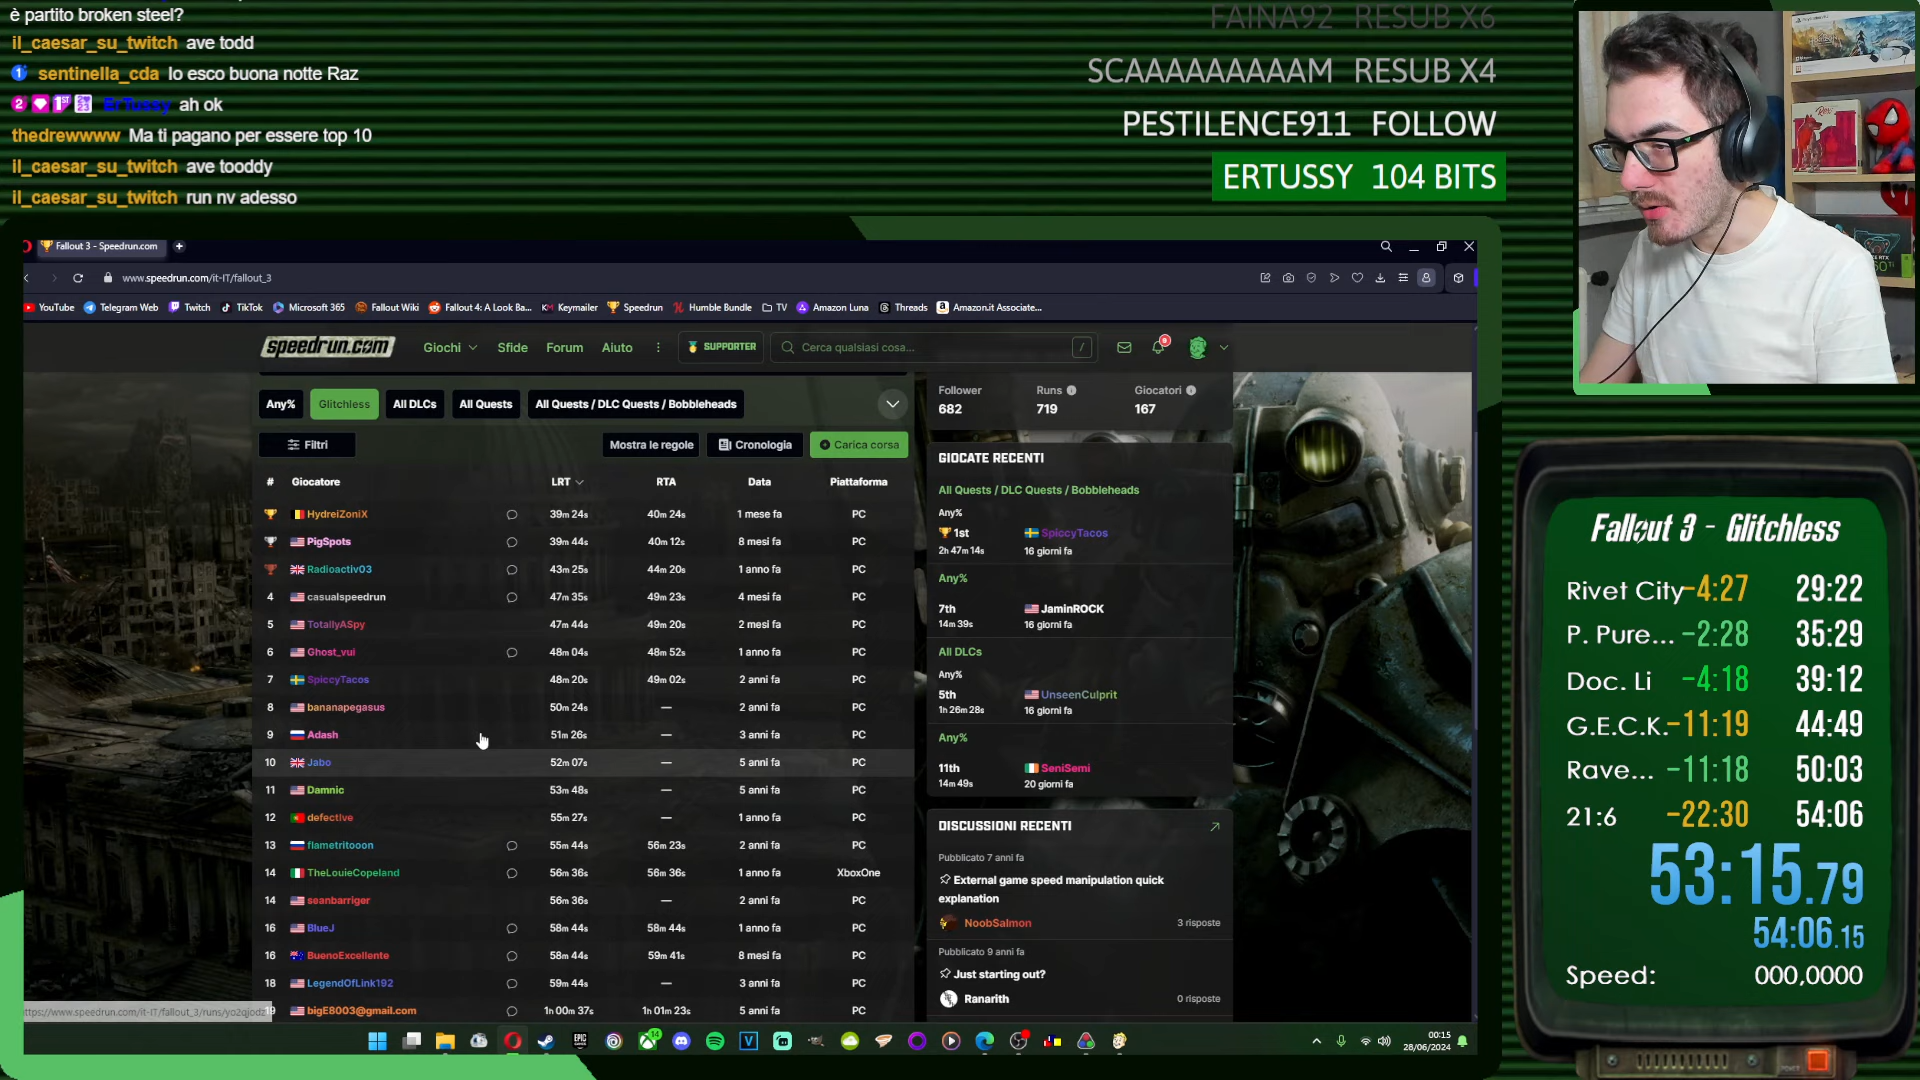 è partito broken steel?
il_caesar_su_twitch ave todd
1 sentinella_cda Io esco buona notte Raz
ErTussy ah ok
thedrewwww Ma ti pagano per essere top 10
il_caesar_su_twitch ave tooddy
il_caesar_su_twitch run nv adesso
FAINA92 RESUB X6
SCAAAAAAAAAM RESUB X4
PESTILENCE911 FOLLOW
ERTUSSY 104 BITS
Fallout 3 - Speedrun.com
www.speedrun.com/it-IT/fallout_3
YouTube Telegram Web Twitch TikTok Microsoft 365 Fallout Wiki Fallout 4: A Look Ba... Keymailer Speedrun Humble Bundle TV Amazon Luna Threads Amazon.it Associate...
speedrun.com Giochi Sfide Forum Aiuto SUPPORTER Cerca qualsiasi cosa... / 9
Any% Glitchless All DLCs All Quests All Quests / DLC Quests / Bobbleheads
Filtri Mostra le regole Cronologia Carica corsa
# Giocatore LRT RTA Data Piattaforma
HydreiZoniX 39m 24s 40m 24s 1 mese fa PC
PigSpots 39m 44s 40m 12s 8 mesi fa PC
Radioactiv03 43m 25s 44m 20s 1 anno fa PC
4 casualspeedrun 47m 35s 49m 23s 4 mesi fa PC
5 TotallyASpy 47m 44s 49m 20s 2 mesi fa PC
6 Ghost_vui 48m 04s 48m 52s 1 anno fa PC
7 SpiccyTacos 48m 20s 49m 02s 2 anni fa PC
8 bananapegasus 50m 24s — 2 anni fa PC
9 Adash 51m 26s — 3 anni fa PC
10 Jabo 52m 07s — 5 anni fa PC
11 Damnic 53m 48s — 5 anni fa PC
12 defective 55m 27s — 1 anno fa PC
13 flametritooon 55m 44s 56m 23s 2 anni fa PC
14 TheLouieCopeland 56m 36s 56m 36s 1 anno fa XboxOne
14 seanbarriger 56m 36s — 2 anni fa PC
16 BlueJ 58m 44s 58m 44s 1 anno fa PC
16 BuenoExcellente 58m 44s 59m 41s 8 mesi fa PC
18 LegendOfLink192 59m 44s — 3 anni fa PC
19 bigE8003@gmail.com 1h 00m 37s 1h 01m 23s 5 anni fa PC
Follower Runs Giocatori
682 719 167
GIOCATE RECENTI
All Quests / DLC Quests / Bobbleheads
Any%
1st SpiccyTacos
2h 47m 14s 16 giorni fa
Any%
7th JaminROCK
14m 39s 16 giorni fa
All DLCs
Any%
5th UnseenCulprit
1h 26m 28s 16 giorni fa
Any%
11th SeniSemi
14m 49s 20 giorni fa
DISCUSSIONI RECENTI
Pubblicato 7 anni fa
External game speed manipulation quick
explanation
NoobSalmon 3 risposte
Pubblicato 9 anni fa
Just starting out?
Ranarith 0 risposte
14
00:15
28/06/2024
Fallout 3 - Glitchless
Rivet City -4:27 29:22
P. Pure... -2:28 35:29
Doc. Li -4:18 39:12
G.E.C.K. -11:19 44:49
Rave... -11:18 50:03
21:6 -22:30 54:06
53:15.79
54:06.15
Speed: 000,0000